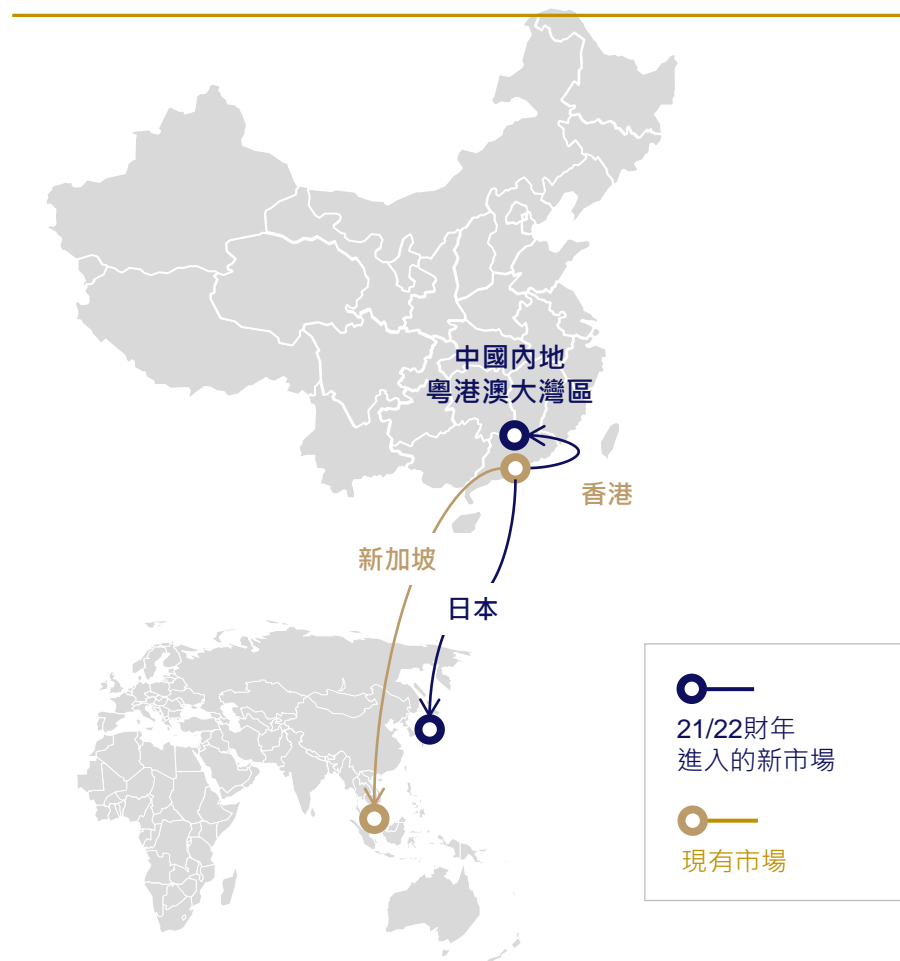 中國內地
粵港澳大灣區
香港
新加坡
日本
21/22財年
進入的新市場
現有市場